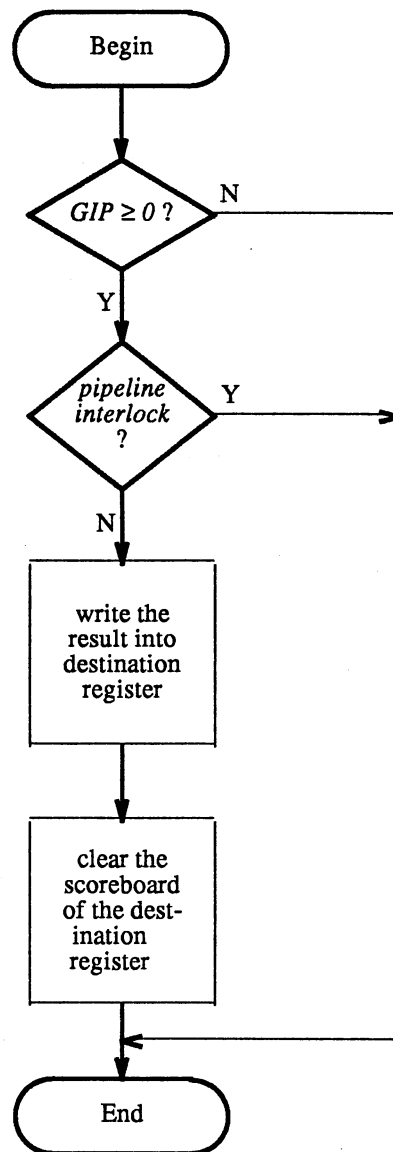 Begin
GIP ≥ 0 ?
N
Y
pipeline
interlock
?
Y
N
write the
result into
destination
register
clear the
scoreboard
of the dest-
ination
register
End